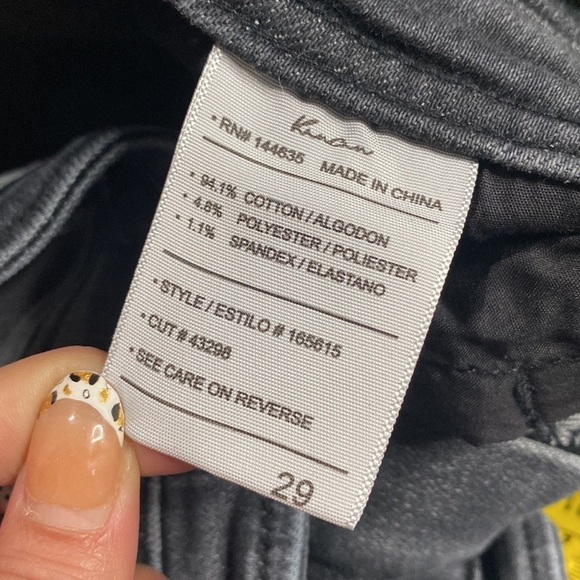 Kancan
• RN# 144635 MADE IN CHINA
• 94.1% COTTON / ALGODON
• 4.8% POLYESTER / POLIESTER
• 1.1% SPANDEX / ELASTANO
• STYLE / ESTILO # 165615
• CUT # 43298
• SEE CARE ON REVERSE
29